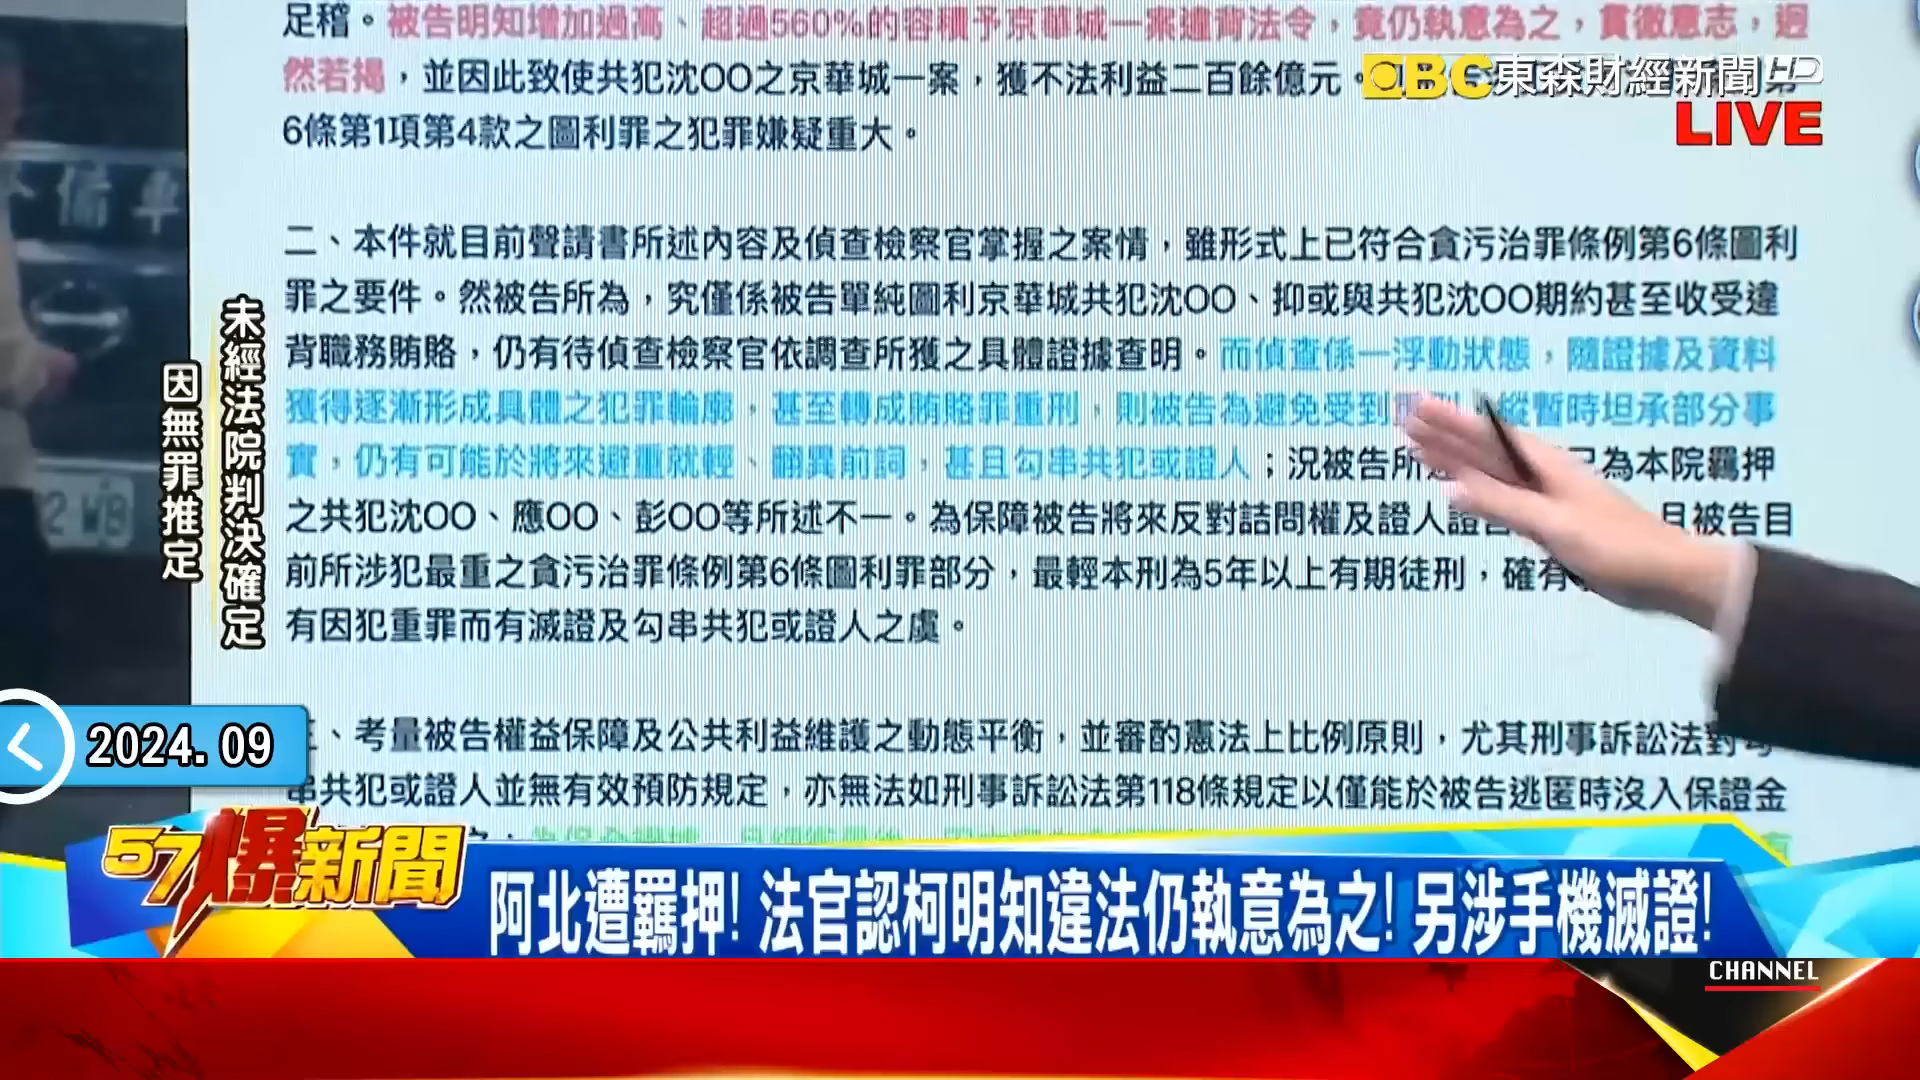 足稽。被告明知增加過高、超過560%的容積予京華城一案違背法令，竟仍執意為之，貫徹意志，迥
然若揭，並因此致使共犯沈OO之京華城一案，獲不法利益二百餘億元。
EBC東森財經新聞HD
LIVE
6條第1項第4款之圖利罪之犯罪嫌疑重大。
二、本件就目前聲請書所述內容及偵查檢察官掌握之案情，雖形式上已符合貪污治罪條例第6條圖利
罪之要件。然被告所為，究僅係被告單純圖利京華城共犯沈OO、抑或與共犯沈OO期約甚至收受違
背職務賄賂，仍有待偵查檢察官依調查所獲之具體證據查明。而偵查係一浮動狀態，隨證據及資料
獲得逐漸形成具體之犯罪輪廓，甚至轉成賄賂罪重刑，則被告為避免受到重刑，縱暫時坦承部分事
實，仍有可能於將來避重就輕、翻異前詞，甚且勾串共犯或證人；況被告所 已為本院羈押
之共犯沈OO、應OO、彭OO等所述不一。為保障被告將來反對詰問權及證人證 且被告目
前所涉犯最重之貪污治罪條例第6條圖利罪部分，最輕本刑為5年以上有期徒刑，確有
有因犯重罪而有滅證及勾串共犯或證人之虞。
、考量被告權益保障及公共利益維護之動態平衡，並審酌憲法上比例原則，尤其刑事訴訟法對勾
串共犯或證人並無有效預防規定，亦無法如刑事訴訟法第118條規定以僅能於被告逃匿時沒入保證金
未經法院判決確定
因無罪推定
2024.09
57爆新聞
阿北遭羈押! 法官認柯明知違法仍執意為之! 另涉手機滅證!
CHANNEL